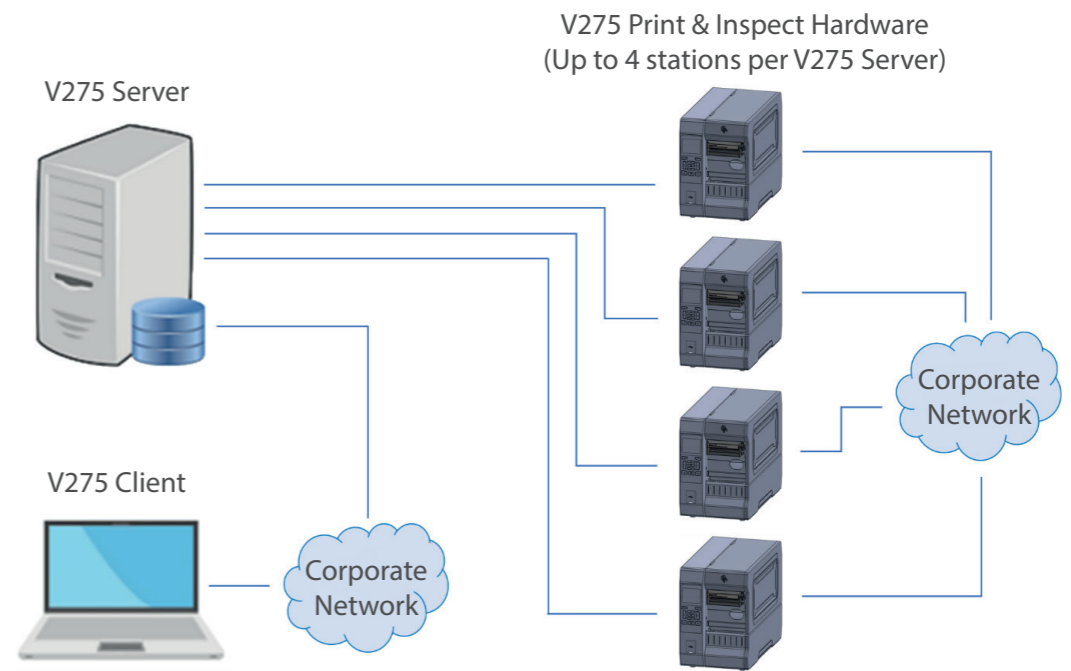 V275 Print & Inspect Hardware
(Up to 4 stations per V275 Server)
V275 Server
Corporate
Network
V275 Client
Corporate
Network